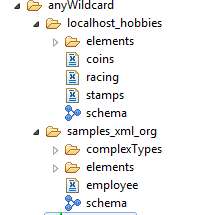 anyWildcard
localhost_hobbies
elements
coins
racing
stamps
schema
samples_xml_org
complexTypes
elements
employee
schema